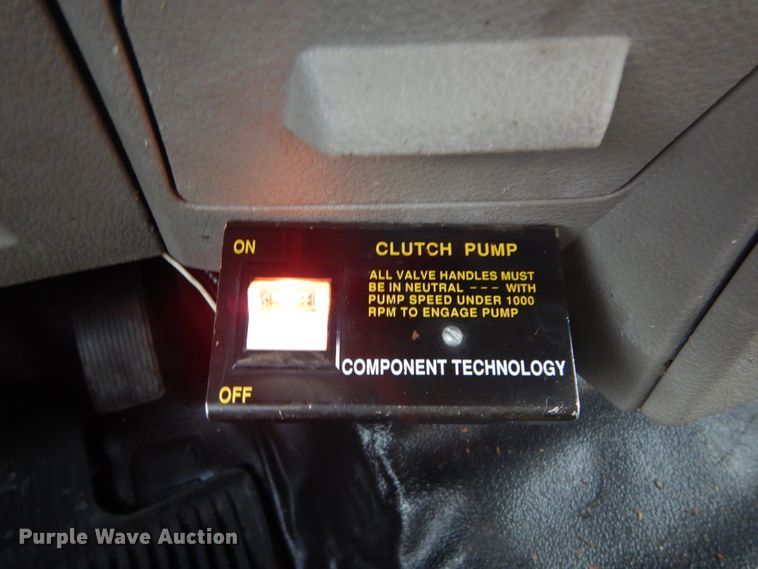 ON
CLUTCH PUMP
ALL VALVE HANDLES MUST
BE IN NEUTRAL --- WITH
PUMP SPEED UNDER 1000
RPM TO ENGAGE PUMP
COMPONENT TECHNOLOGY
OFF
Purple Wave Auction